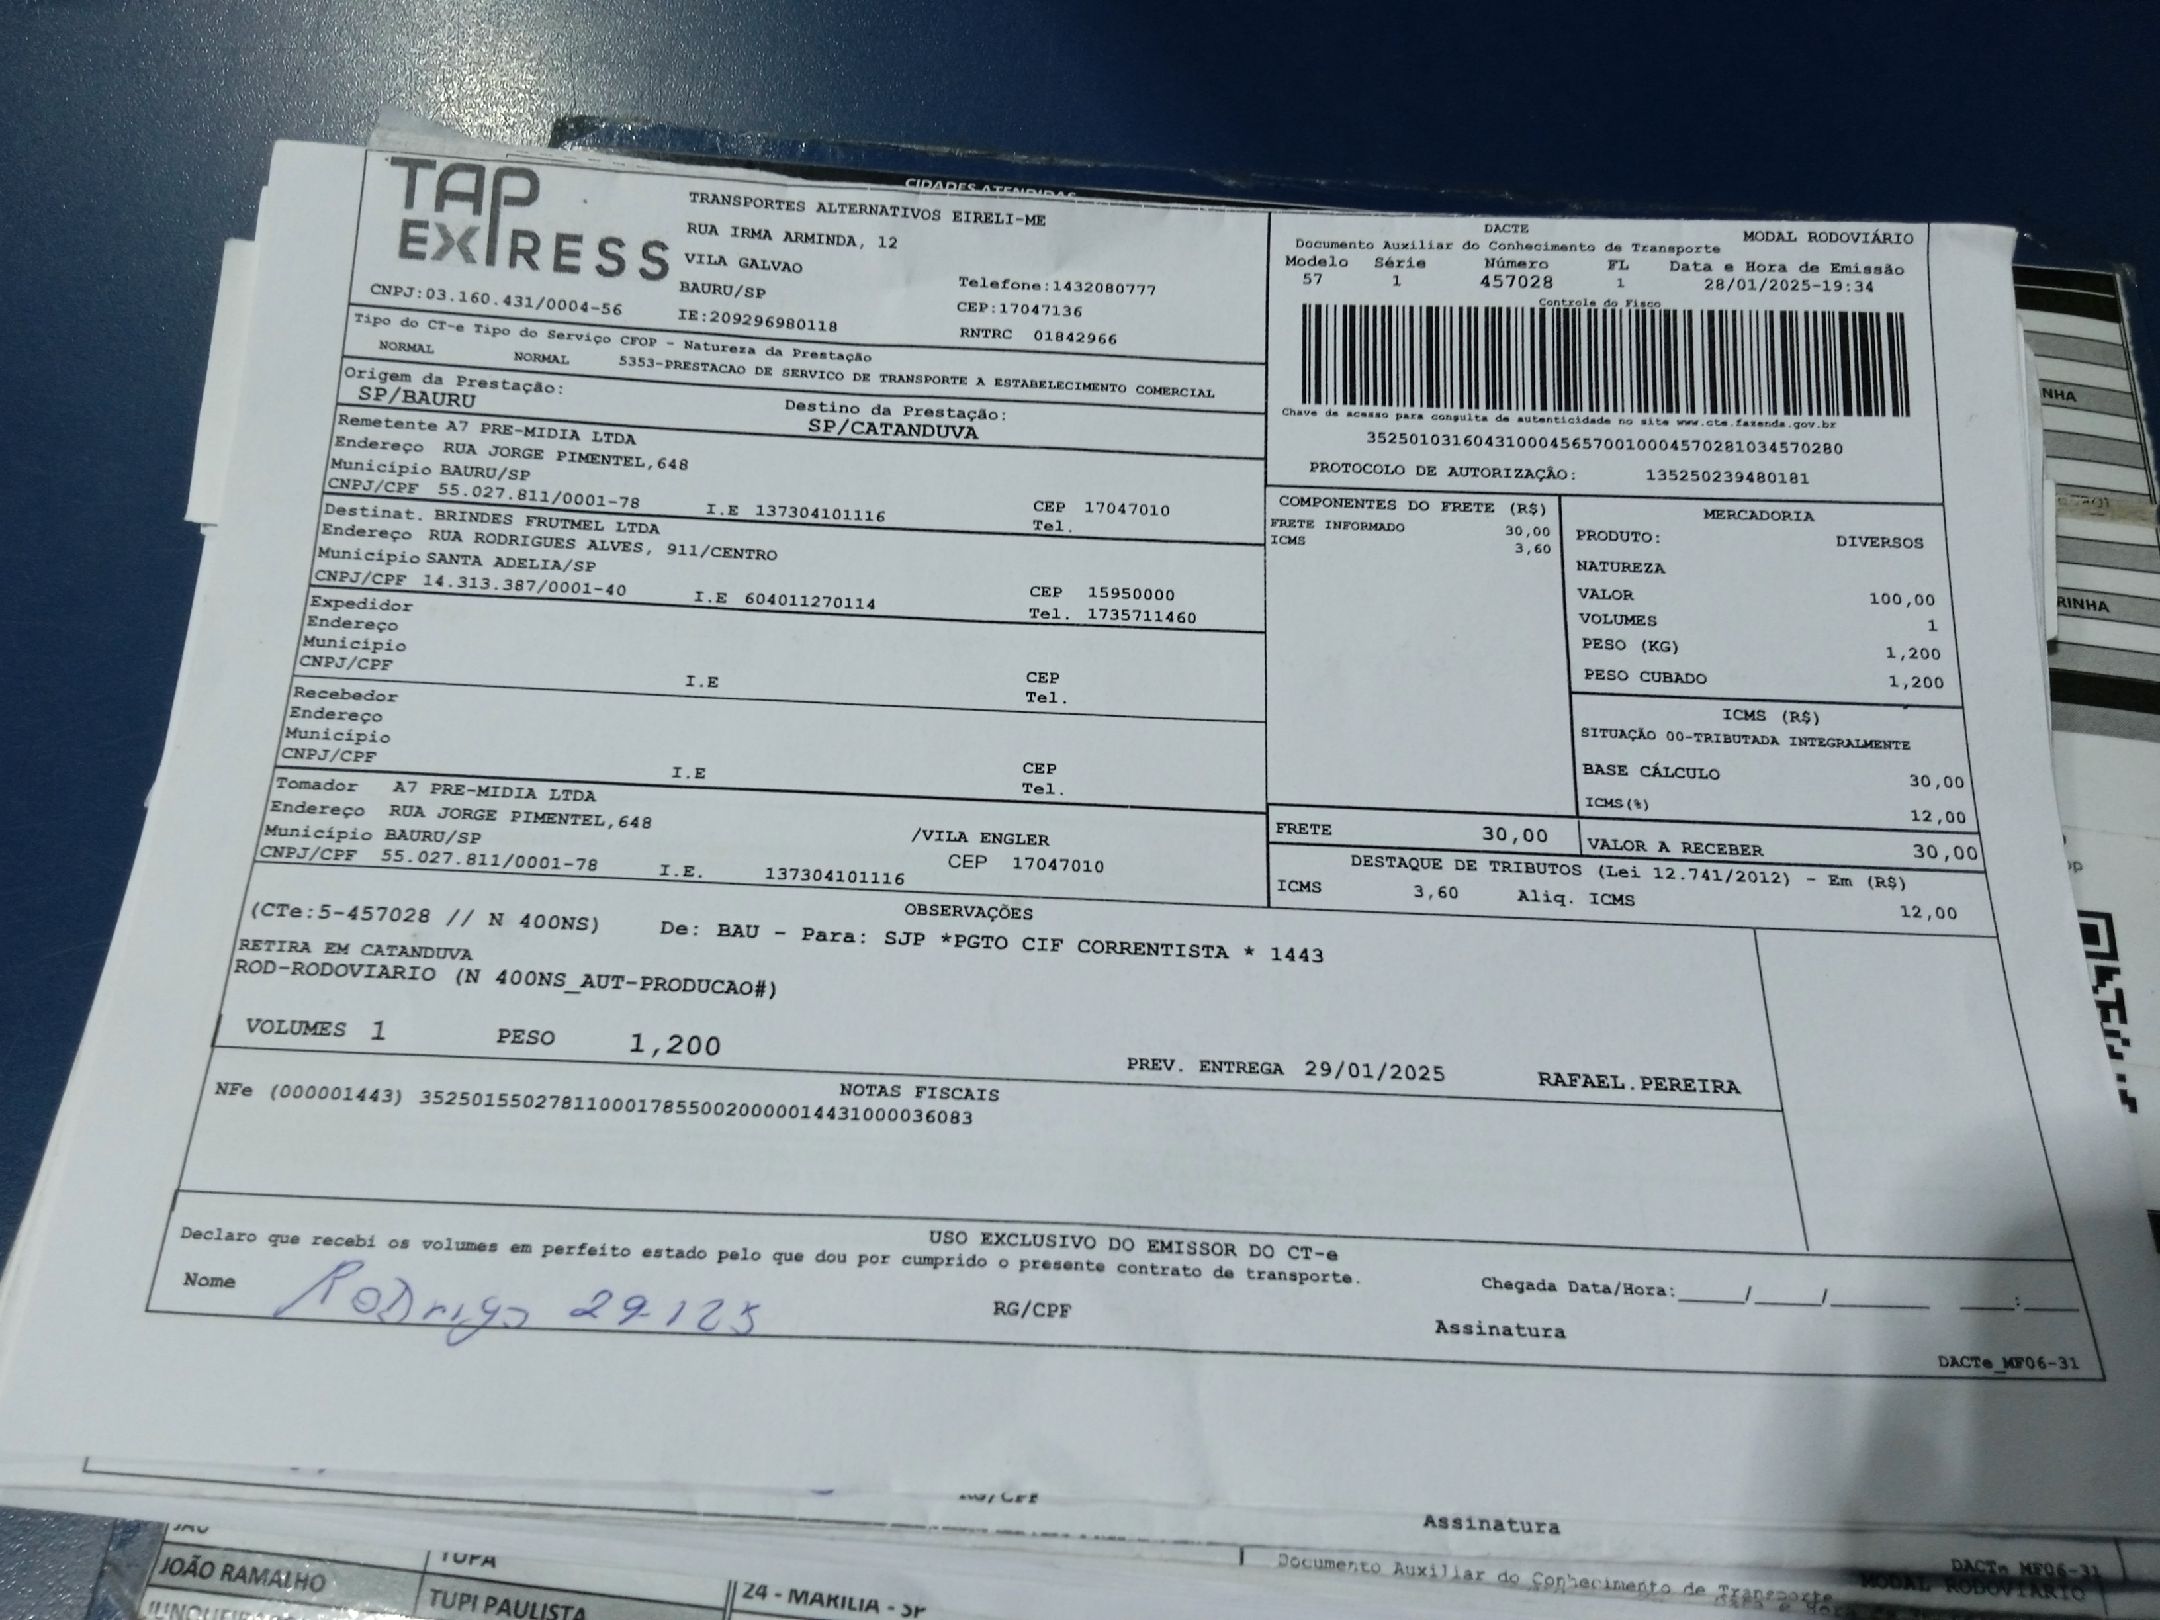 CIDADES ATENDIDAS
TAP EXPRESS
CNPJ:03.160.431/0004-56
TRANSPORTES ALTERNATIVOS EIRELI-ME
RUA IRMA ARMINDA, 12
VILA GALVAO
BAURU/SP
IE:209296980118
Telefone:1432080777
CEP:17047136
RNTRC 01842966
DACTE
MODAL RODOVIÁRIO
Documento Auxiliar do Conhecimento de Transporte
Modelo Série Número FL Data e Hora de Emissão
57 1 457028 1 28/01/2025-19:34
Controle do Fisco
Chave de acesso para consulta de autenticidade no site www.cte.fazenda.gov.br
35250103160431000456570010004570281034570280
PROTOCOLO DE AUTORIZAÇÃO: 135250239480181
Tipo do CT-e Tipo do Serviço CFOP - Natureza da Prestação
NORMAL NORMAL 5353-PRESTACAO DE SERVICO DE TRANSPORTE A ESTABELECIMENTO COMERCIAL
Origem da Prestação:
SP/BAURU
Destino da Prestação:
SP/CATANDUVA
Remetente A7 PRE-MIDIA LTDA
Endereço RUA JORGE PIMENTEL,648
Município BAURU/SP
CNPJ/CPF 55.027.811/0001-78 I.E 137304101116 CEP 17047010
Tel.
Destinat. BRINDES FRUTMEL LTDA
Endereço RUA RODRIGUES ALVES, 911/CENTRO
Município SANTA ADELIA/SP
CNPJ/CPF 14.313.387/0001-40 I.E 604011270114 CEP 15950000
Tel. 1735711460
Expedidor
Endereço
Município
CNPJ/CPF I.E CEP
Tel.
Recebedor
Endereço
Município
CNPJ/CPF I.E CEP
Tel.
Tomador A7 PRE-MIDIA LTDA
Endereço RUA JORGE PIMENTEL,648 /VILA ENGLER
Município BAURU/SP CEP 17047010
CNPJ/CPF 55.027.811/0001-78 I.E. 137304101116
COMPONENTES DO FRETE (R$)
FRETE INFORMADO 30,00
ICMS 3,60
MERCADORIA
PRODUTO: DIVERSOS
NATUREZA
VALOR 100,00
VOLUMES 1
PESO (KG) 1,200
PESO CUBADO 1,200
ICMS (R$)
SITUAÇÃO 00-TRIBUTADA INTEGRALMENTE
BASE CÁLCULO 30,00
ICMS(%) 12,00
FRETE 30,00 VALOR A RECEBER 30,00
DESTAQUE DE TRIBUTOS (Lei 12.741/2012) - Em (R$)
ICMS 3,60 Aliq. ICMS 12,00
OBSERVAÇÕES
(CTe:5-457028 // N 400NS) De: BAU - Para: SJP *PGTO CIF CORRENTISTA * 1443
RETIRA EM CATANDUVA
ROD-RODOVIARIO (N 400NS_AUT-PRODUCAO#)
VOLUMES 1 PESO 1,200 PREV. ENTREGA 29/01/2025 RAFAEL.PEREIRA
NOTAS FISCAIS
NFe (000001443) 35250155027811000178550020000014431000036083
USO EXCLUSIVO DO EMISSOR DO CT-e
Declaro que recebi os volumes em perfeito estado pelo que dou por cumprido o presente contrato de transporte.
Nome Rodrigo 29-125 RG/CPF
Chegada Data/Hora:____/____/______ ___:___
Assinatura
DACTe_MF06-31
RG/CPF
Assinatura
DACTe MF06-31
JOÃO RAMALHO
TUPA
TUPI PAULISTA
24 - MARILIA - SP
Documento Auxiliar do Conhecimento de Transporte
MODAL RODOVIARIO